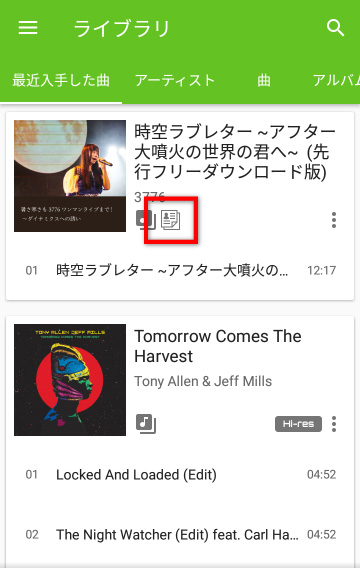 ライブラリ
最近入手した曲 アーティスト 曲 アルバム
時空ラブレター ~アフター
大噴火の世界の君へ~ (先
行フリーダウンロード版)
3776
暑さ寒さも 3776 ワンマンライブまで!
～ダイナミクスへの誘い
01 時空ラブレター ~アフター大噴火の... 12:17
TONY ALLEN JEFF MILLS
TOMORROW COMES THE HARVEST
Tomorrow Comes The
Harvest
Tony Allen & Jeff Mills
Hi-res
01 Locked And Loaded (Edit) 04:52
02 The Night Watcher (Edit) feat. Carl Ha... 04:52